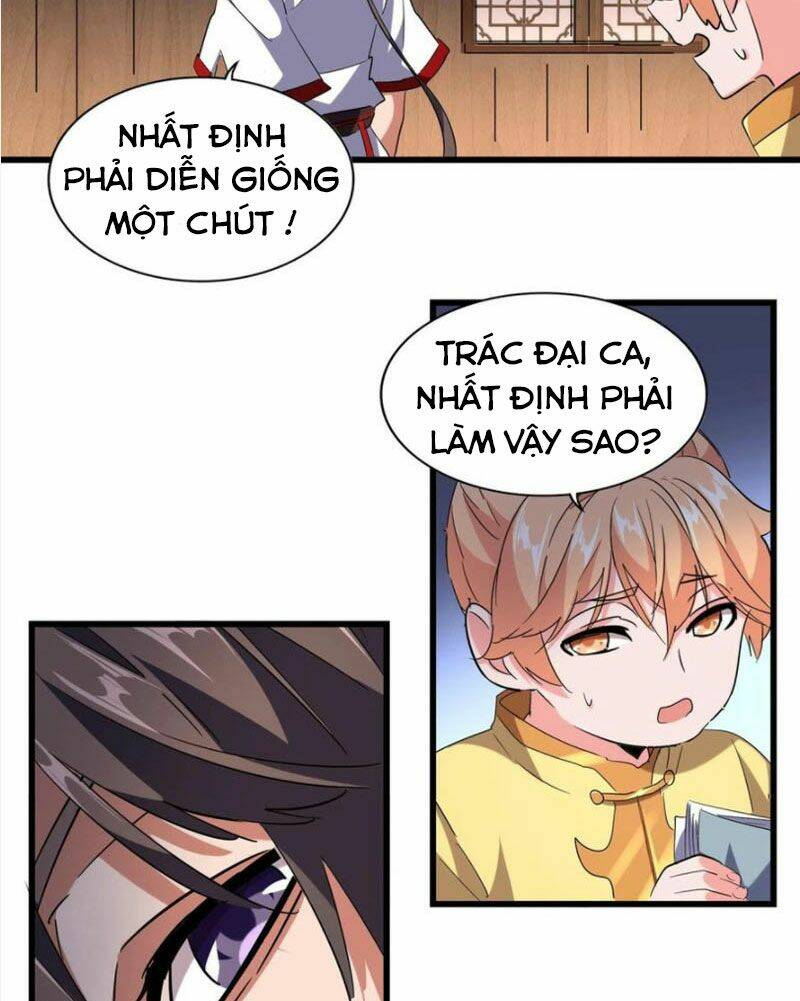 NHẤT ĐỊNH
PHẢI DIỄN GIỐNG
MỘT CHÚT !
TRÁC ĐẠI CA,
NHẤT ĐỊNH PHẢI
LÀM VẬY SAO?